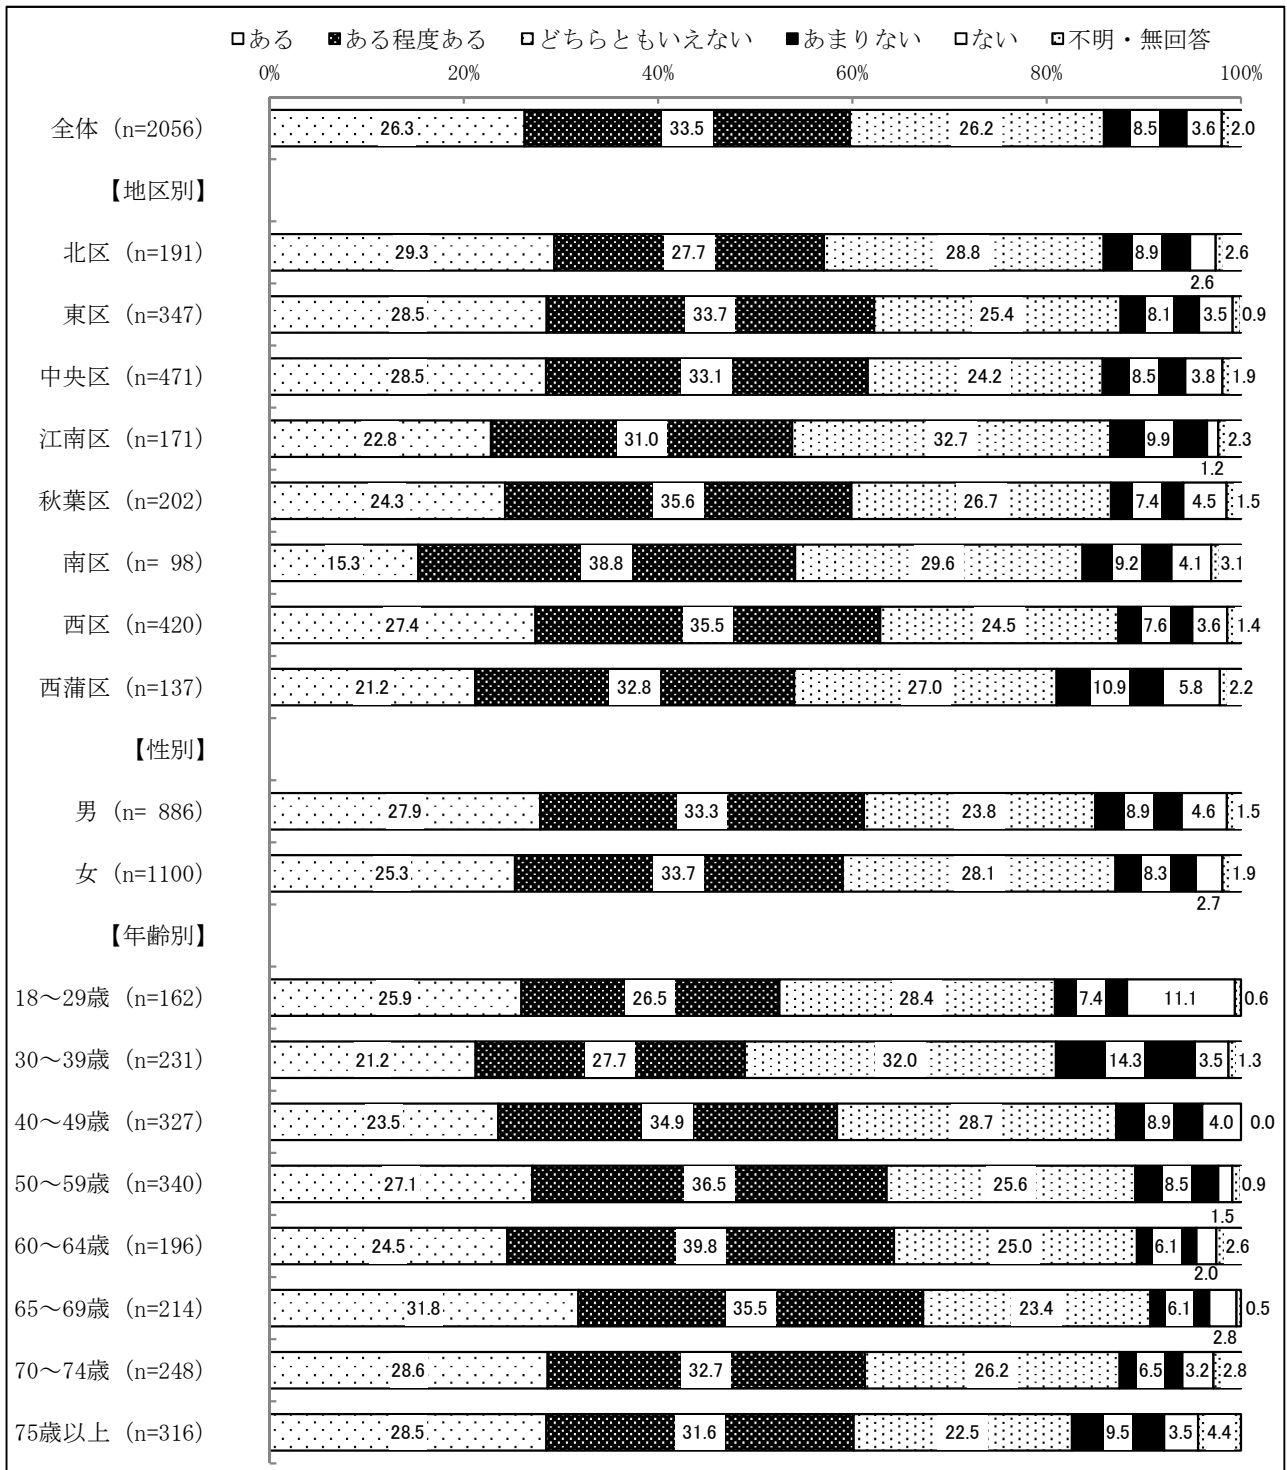 □ある ■ある程度ある □どちらともいえない ■あまりない □ない □不明・無回答
0% 20% 40% 60% 80% 100%
全体 (n=2056) 26.3 33.5 26.2 8.5 3.6 2.0
【地区別】
北区 (n=191) 29.3 27.7 28.8 8.9 2.6 2.6
東区 (n=347) 28.5 33.7 25.4 8.1 3.5 0.9
中央区 (n=471) 28.5 33.1 24.2 8.5 3.8 1.9
江南区 (n=171) 22.8 31.0 32.7 9.9 1.2 2.3
秋葉区 (n=202) 24.3 35.6 26.7 7.4 4.5 1.5
南区 (n= 98) 15.3 38.8 29.6 9.2 4.1 3.1
西区 (n=420) 27.4 35.5 24.5 7.6 3.6 1.4
西蒲区 (n=137) 21.2 32.8 27.0 10.9 5.8 2.2
【性別】
男 (n= 886) 27.9 33.3 23.8 8.9 4.6 1.5
女 (n=1100) 25.3 33.7 28.1 8.3 2.7 1.9
【年齢別】
18～29歳 (n=162) 25.9 26.5 28.4 7.4 11.1 0.6
30～39歳 (n=231) 21.2 27.7 32.0 14.3 3.5 1.3
40～49歳 (n=327) 23.5 34.9 28.7 8.9 4.0 0.0
50～59歳 (n=340) 27.1 36.5 25.6 8.5 1.5 0.9
60～64歳 (n=196) 24.5 39.8 25.0 6.1 2.0 2.6
65～69歳 (n=214) 31.8 35.5 23.4 6.1 2.8 0.5
70～74歳 (n=248) 28.6 32.7 26.2 6.5 3.2 2.8
75歳以上 (n=316) 28.5 31.6 22.5 9.5 3.5 4.4